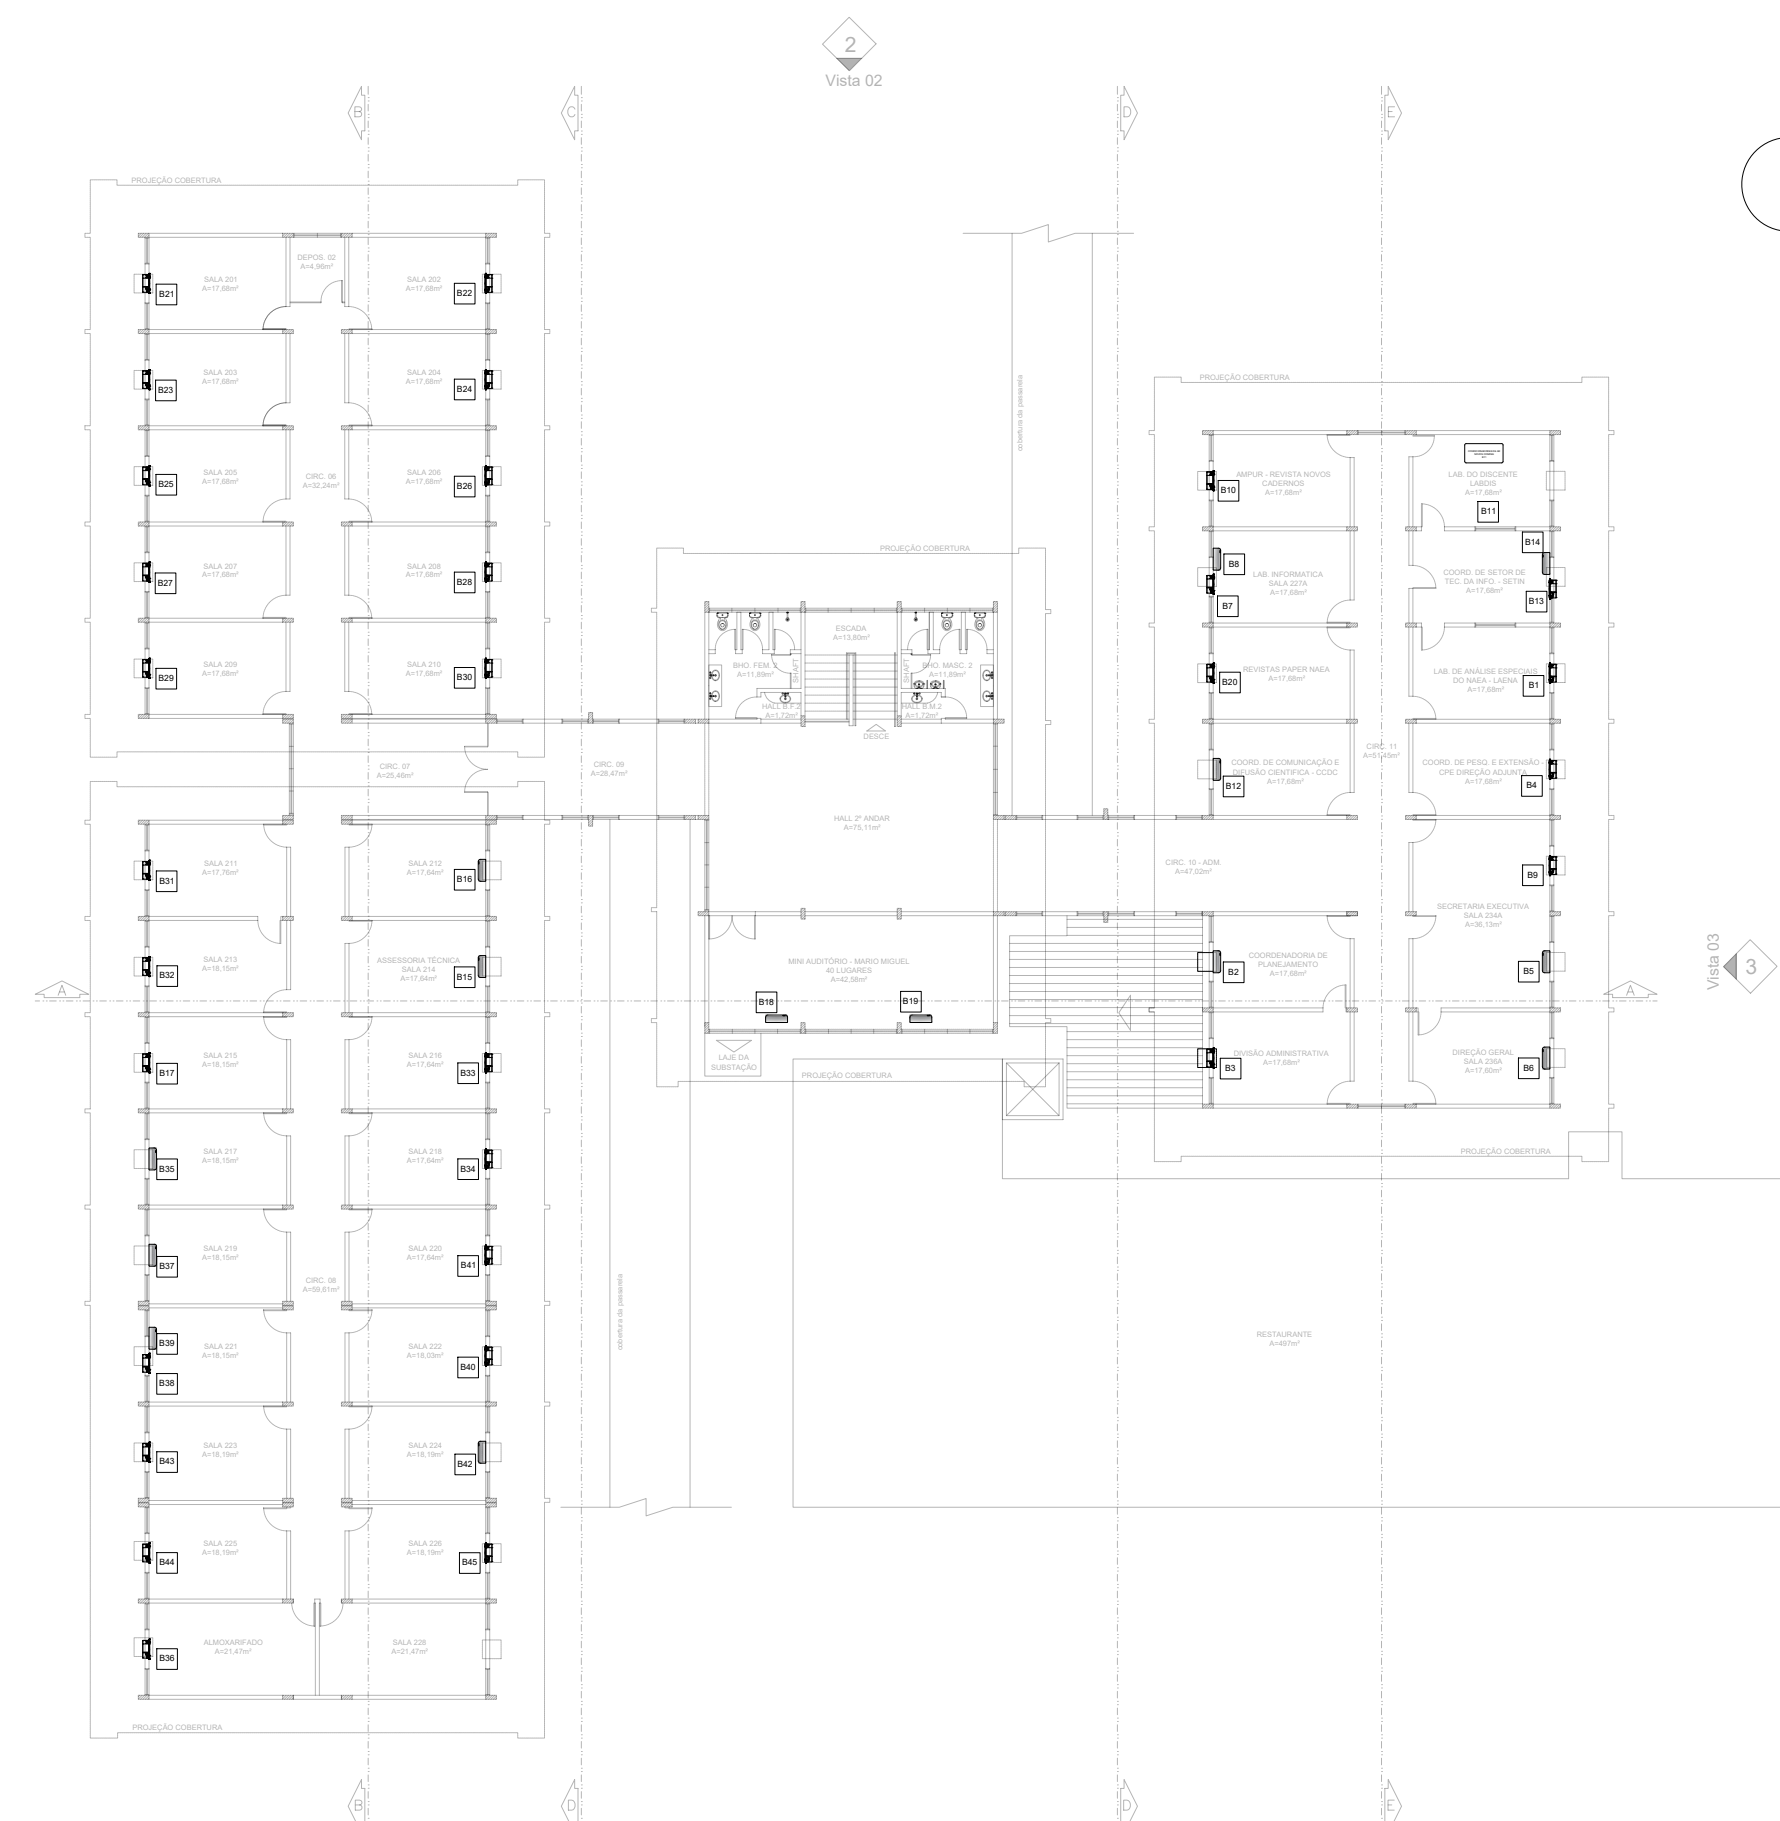 2
Vista 02
B
C
D
E
PROJEÇÃO COBERTURA
DEPOS. 02
A=4,96m²
SALA 201
A=17,68m²
B21
SALA 202
A=17,68m²
B22
SALA 203
A=17,68m²
B23
SALA 204
A=17,68m²
B24
SALA 205
A=17,68m²
B25
CIRC. 06
A=32,24m²
SALA 206
A=17,68m²
B26
SALA 207
A=17,68m²
B27
SALA 208
A=17,68m²
B28
SALA 209
A=17,68m²
B29
SALA 210
A=17,68m²
B30
CIRC. 07
A=25,46m²
CIRC. 09
A=28,47m²
SALA 211
A=17,76m²
B31
SALA 212
A=17,64m²
B16
SALA 213
A=18,15m²
B32
ASSESSORIA TÉCNICA
SALA 214
A=17,64m²
B15
A
SALA 215
A=18,15m²
B17
SALA 216
A=17,64m²
B33
SALA 217
A=18,15m²
B35
SALA 218
A=17,64m²
B34
SALA 219
A=18,15m²
B37
SALA 220
A=17,64m²
B41
CIRC. 08
A=59,61m²
B39
SALA 221
A=18,15m²
B38
SALA 222
A=18,03m²
B40
SALA 223
A=18,19m²
B43
SALA 224
A=18,19m²
B42
SALA 225
A=18,19m²
B44
SALA 226
A=18,19m²
B45
ALMOXARIFADO
A=21,47m²
B36
SALA 228
A=21,47m²
PROJEÇÃO COBERTURA
cobertura da passarela
PROJEÇÃO COBERTURA
ESCADA
A=13,80m²
BHO. FEM. 2
A=11,89m²
SHAFT
SHAFT
BHO. MASC. 2
A=11,89m²
HALL B.F.2
A=1,72m²
HALL B.M.2
A=1,72m²
DESCE
HALL 2º ANDAR
A=75,11m²
MINI AUDITÓRIO - MARIO MIGUEL
40 LUGARES
A=42,58m²
B18
B19
LAJE DA
SUBSTAÇÃO
PROJEÇÃO COBERTURA
cobertura da passarela
PROJEÇÃO COBERTURA
AMPUR - REVISTA NOVOS
CADERNOS
A=17,68m²
B10
LAB. DO DISCENTE
LABDIS
A=17,68m²
B11
B8
LAB. INFORMATICA
SALA 227A
A=17,68m²
B7
B14
COORD. DE SETOR DE
TEC. DA INFO. - SETIN
A=17,68m²
B13
REVISTAS PAPER NAEA
A=17,68m²
B20
LAB. DE ANÁLISE ESPECIAIS
DO NAEA - LAENA
A=17,68m²
B1
CIRC. 11
A=51,45m²
COORD. DE COMUNICAÇÃO E
DIFUSÃO CIENTIFICA - CCDC
A=17,68m²
B12
COORD. DE PESQ. E EXTENSÃO -
CPE DIREÇÃO ADJUNTA
A=17,68m²
B4
CIRC. 10 - ADM.
A=47,02m²
B9
SECRETARIA EXECUTIVA
SALA 234A
A=36,13m²
COORDENADORIA DE
PLANEJAMENTO
A=17,68m²
B2
B5
A
DIVISÃO ADMINISTRATIVA
A=17,68m²
B3
DIREÇÃO GERAL
SALA 236A
A=17,60m²
B6
PROJEÇÃO COBERTURA
Vista 03
3
RESTAURANTE
A=497m²
B
D
D
E